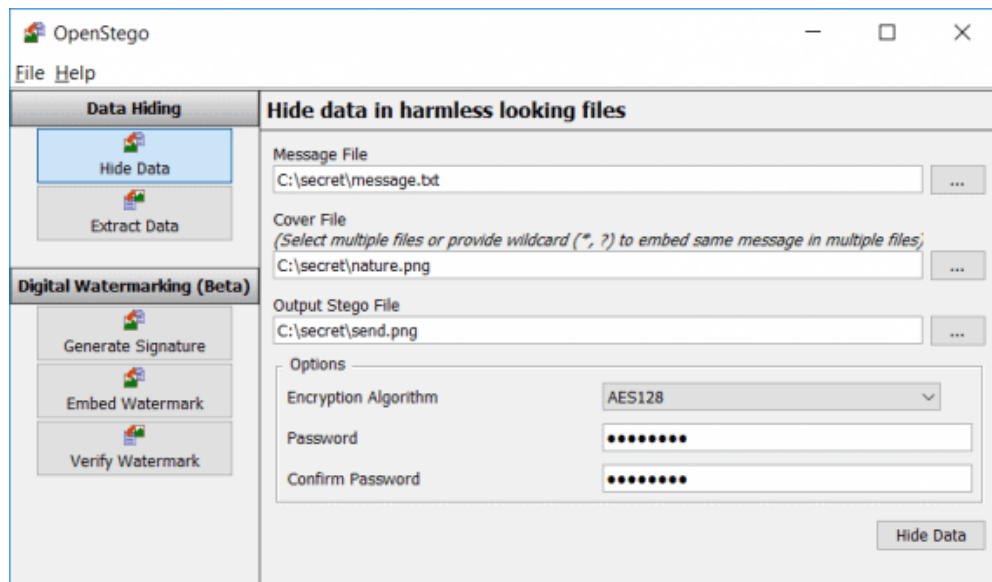 OpenStego
File Help
Data Hiding
Hide Data
Extract Data
Digital Watermarking (Beta)
Generate Signature
Embed Watermark
Verify Watermark
Hide data in harmless looking files
Message File
C:\secret\message.txt
...
Cover File
(Select multiple files or provide wildcard (*, ?) to embed same message in multiple files)
C:\secret\nature.png
...
Output Stego File
C:\secret\send.png
...
Options
Encryption Algorithm
AES128
Password
●●●●●●●●
Confirm Password
●●●●●●●●
Hide Data